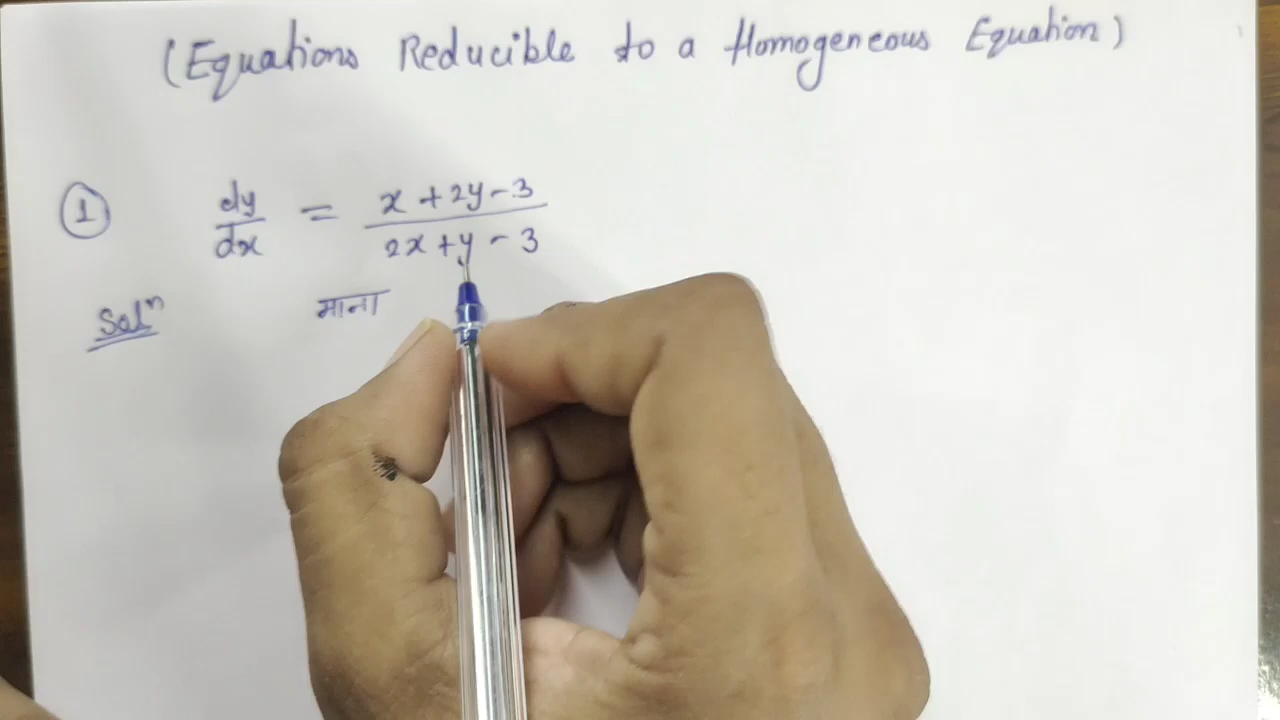 (Equations Reducible to a Homogeneous Equation)
① dy/dx = x + 2y - 3 / 2x + y - 3
Solⁿ माना